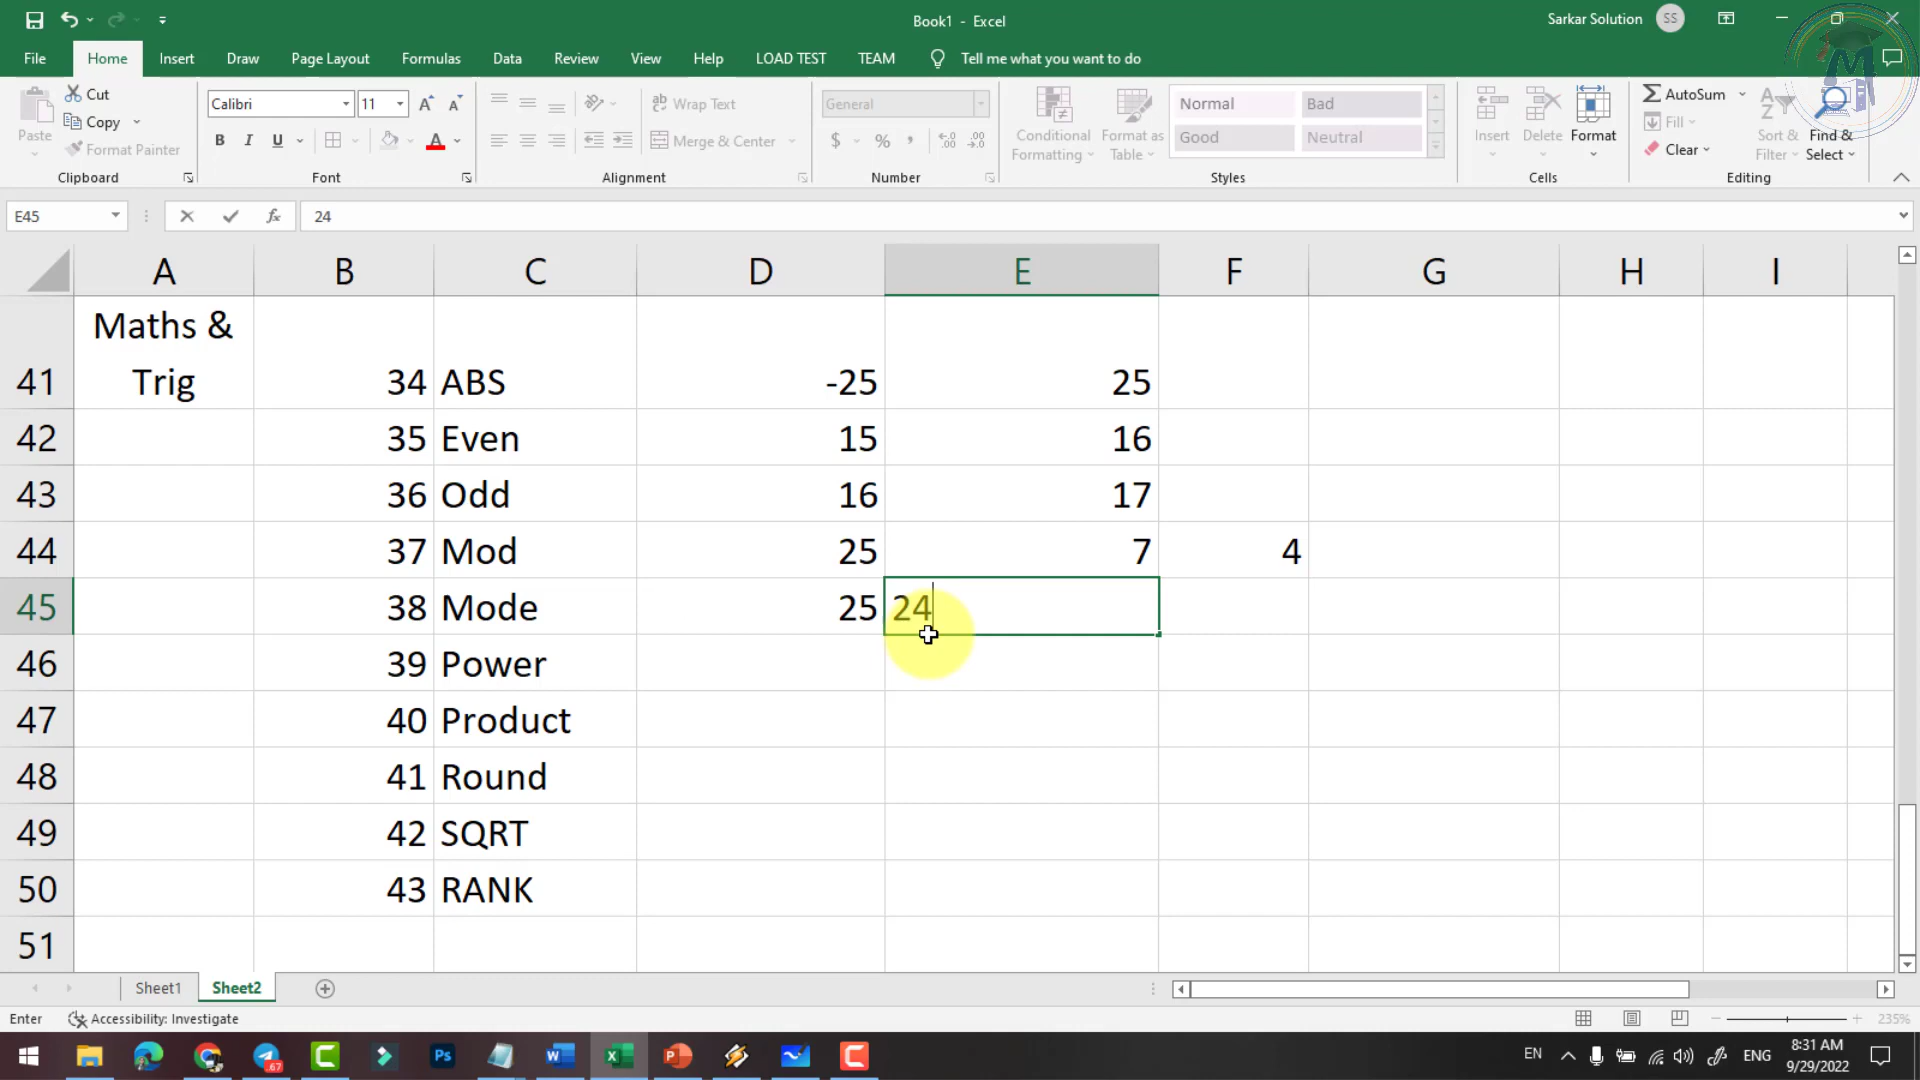 Book1 - Excel
Sarkar Solution SS
File Home Insert Draw Page Layout Formulas Data Review View Help LOAD TEST TEAM Tell me what you want to do
Paste
Cut
Copy
Format Painter
Clipboard
Calibri 11
B I U
Font
Wrap Text
Merge & Center
Alignment
General
$ % ,
Number
Conditional Formatting
Format as Table
Normal Bad
Good Neutral
Styles
Insert Delete Format
Cells
AutoSum
Fill
Clear
Sort & Filter
Find & Select
Editing
E45 fx 24
A B C D E F G H I
41 Maths & Trig 34 ABS -25 25
42 35 Even 15 16
43 36 Odd 16 17
44 37 Mod 25 7 4
45 38 Mode 25 24
46 39 Power
47 40 Product
48 41 Round
49 42 SQRT
50 43 RANK
51
Sheet1 Sheet2
Enter Accessibility: Investigate 235%
EN ENG 8:31 AM
9/29/2022